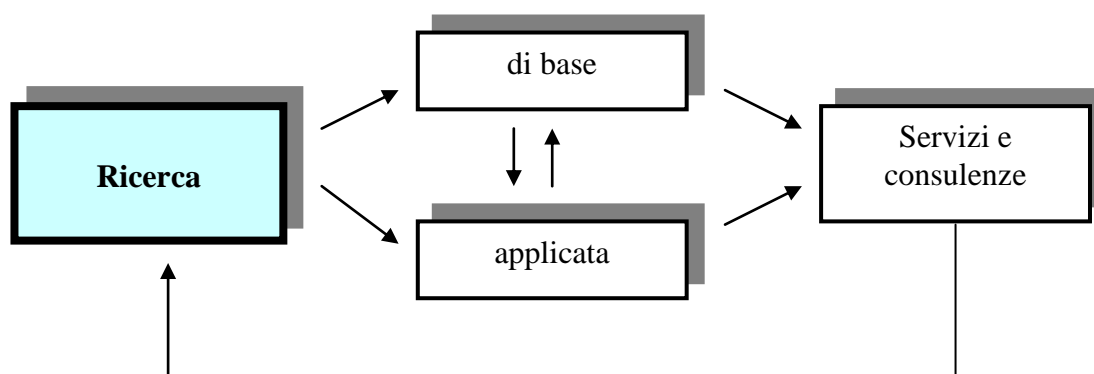 di base
Ricerca
Servizi e
consulenze
applicata